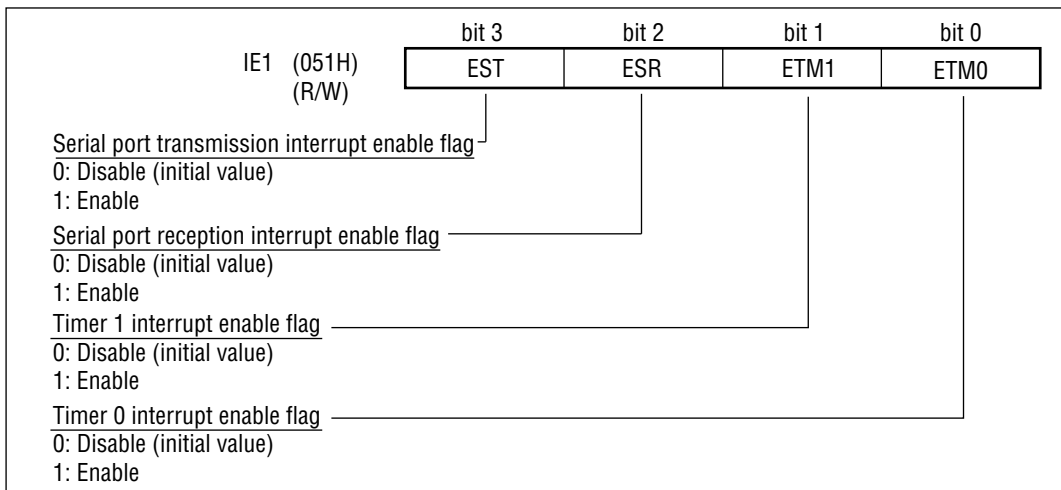 bit 3 bit 2 bit 1 bit 0
IE1 (051H) EST ESR ETM1 ETM0
(R/W)
Serial port transmission interrupt enable flag
0: Disable (initial value)
1: Enable
Serial port reception interrupt enable flag
0: Disable (initial value)
1: Enable
Timer 1 interrupt enable flag
0: Disable (initial value)
1: Enable
Timer 0 interrupt enable flag
0: Disable (initial value)
1: Enable